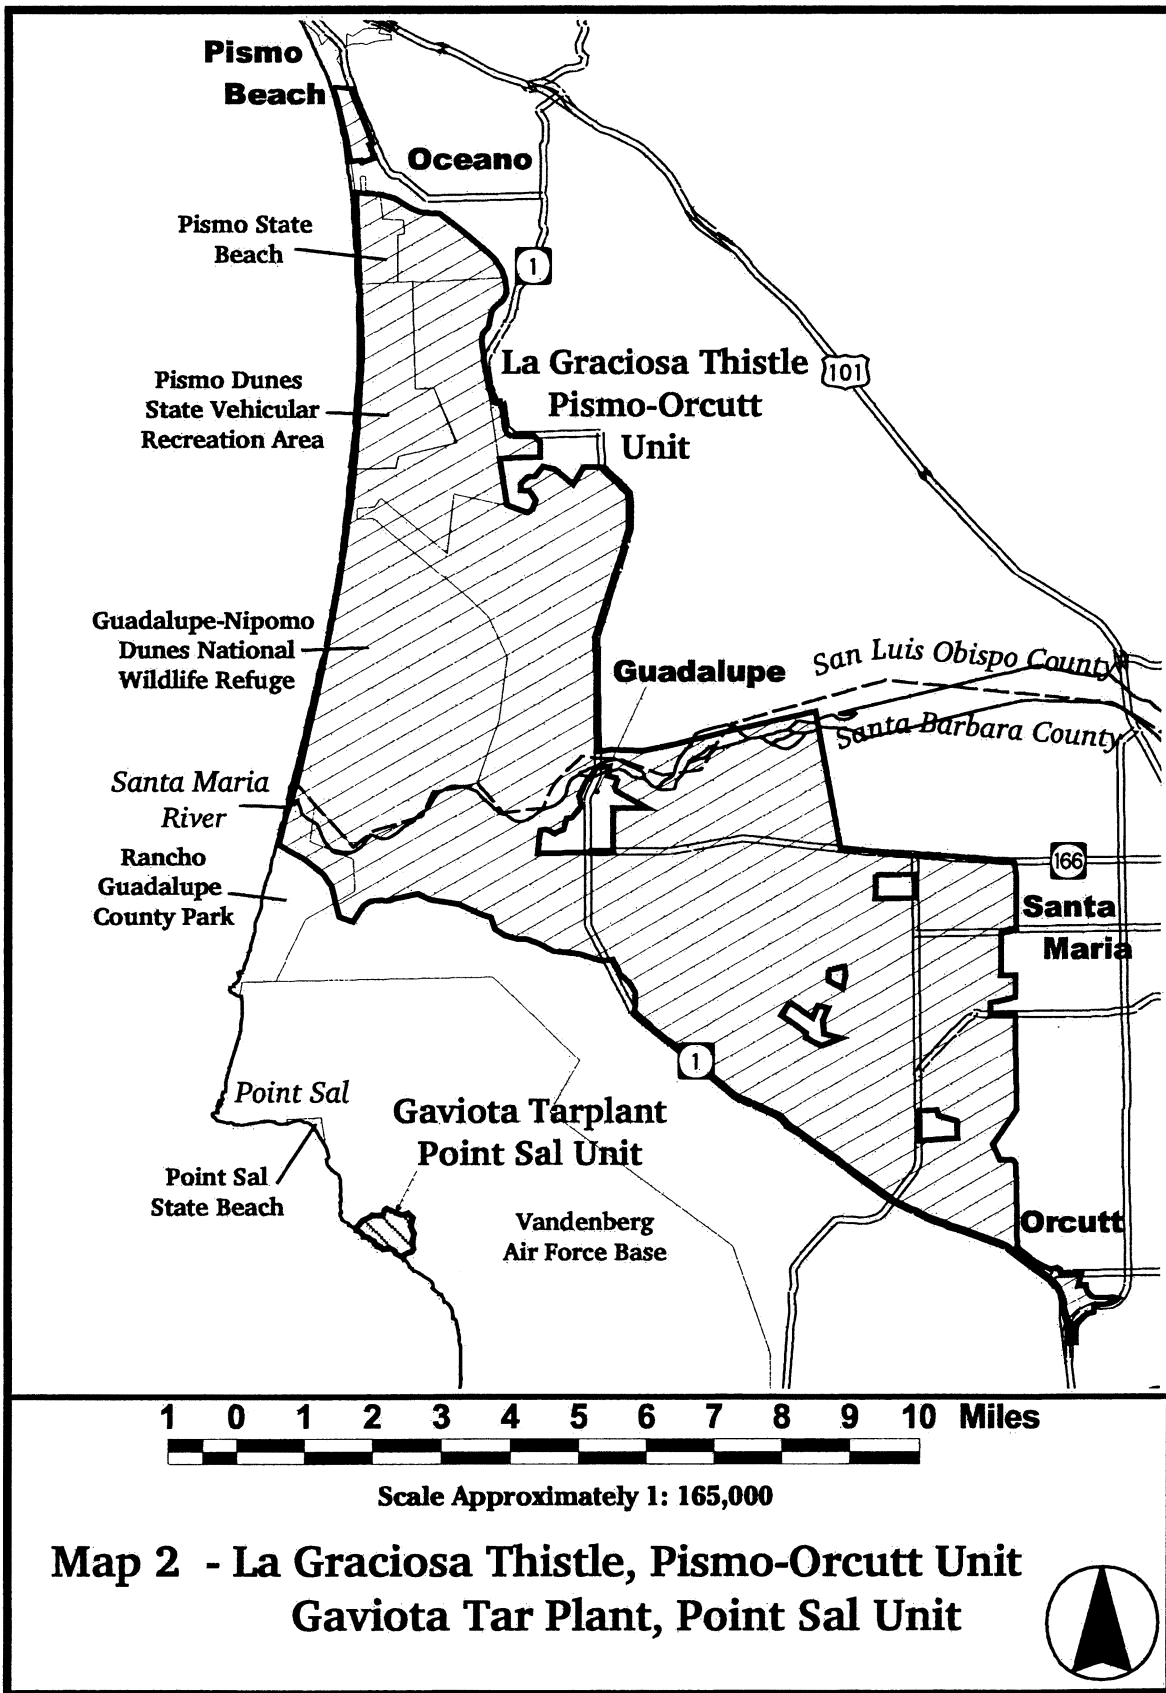 Pismo
Beach
Oceano
Pismo State
Beach
1
La Graciosa Thistle
Pismo-Orcutt
Unit
101
Pismo Dunes
State Vehicular
Recreation Area
Guadalupe-Nipomo
Dunes National
Wildlife Refuge
Guadalupe
San Luis Obispo County
Santa Barbara County
Santa Maria
River
Rancho
Guadalupe
County Park
166
Santa
Maria
1
Point Sal
Gaviota Tarplant
Point Sal Unit
Point Sal
State Beach
Vandenberg
Air Force Base
Orcutt
1 0 1 2 3 4 5 6 7 8 9 10 Miles
Scale Approximately 1: 165,000
Map 2 - La Graciosa Thistle, Pismo-Orcutt Unit
Gaviota Tar Plant, Point Sal Unit